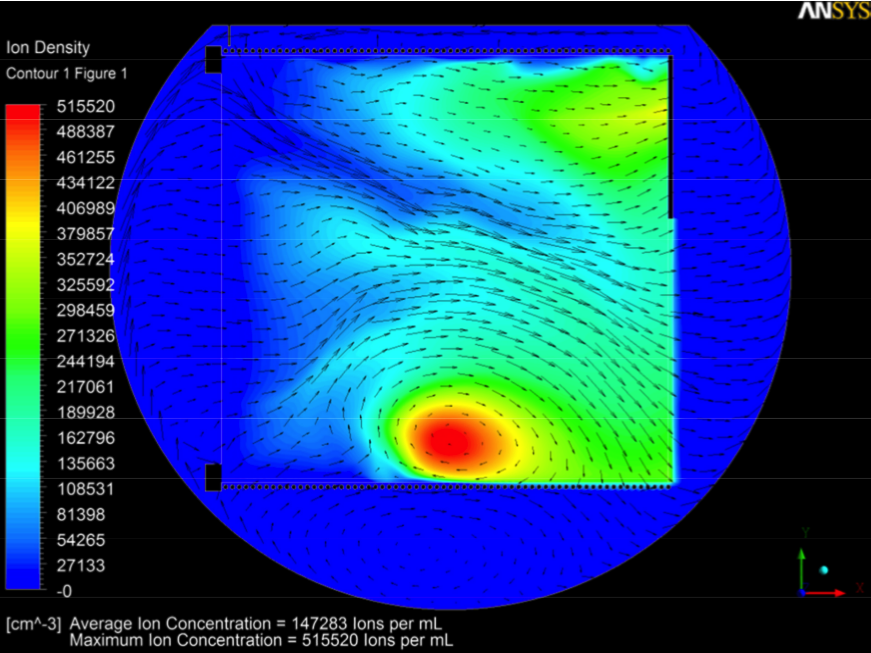 ANSYS
Ion Density
Contour 1 Figure 1
515520
488387
461255
434122
406989
379857
352724
325592
298459
271326
244194
217061
189928
162796
135663
108531
81398
54265
27133
-0
Y
X
[cm^-3] Average Ion Concentration = 147283 Ions per mL
Maximum Ion Concentration = 515520 Ions per mL